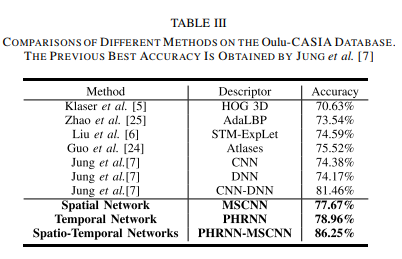 TABLE III
COMPARISONS OF DIFFERENT METHODS ON THE Oulu-CASIA DATABASE.
THE PREVIOUS BEST ACCURACY IS OBTAINED BY JUNG et al. [7]
Method Descriptor Accuracy
Klaser et al. [5] HOG 3D 70.63%
Zhao et al. [25] AdaLBP 73.54%
Liu et al. [6] STM-ExpLet 74.59%
Guo et al. [24] Atlases 75.52%
Jung et al.[7] CNN 74.38%
Jung et al.[7] DNN 74.17%
Jung et al.[7] CNN-DNN 81.46%
Spatial Network MSCNN 77.67%
Temporal Network PHRNN 78.96%
Spatio-Temporal Networks PHRNN-MSCNN 86.25%